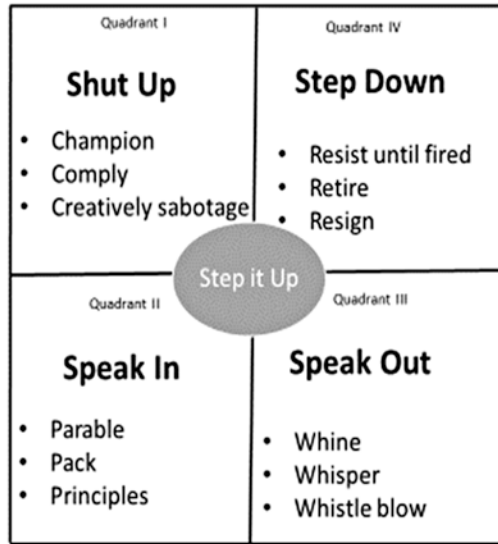 Quadrant I
Shut Up
• Champion
• Comply
• Creatively sabotage
Quadrant IV
Step Down
• Resist until fired
• Retire
• Resign
Step it Up
Quadrant II
Speak In
• Parable
• Pack
• Principles
Quadrant III
Speak Out
• Whine
• Whisper
• Whistle blow